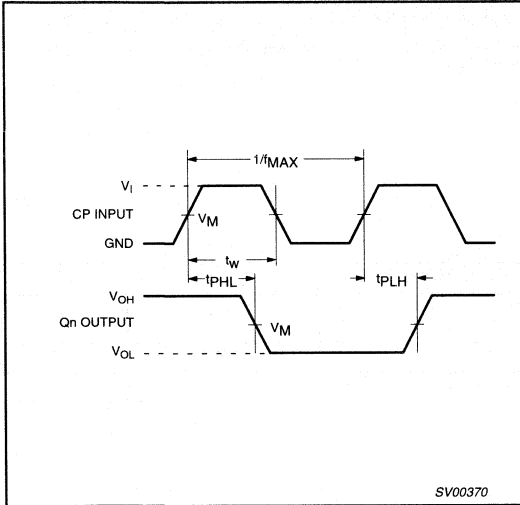 1/fMAX
VI
CP INPUT
VM
GND
tW
tPHL
tPLH
VOH
Qn OUTPUT
VM
VOL
SV00370